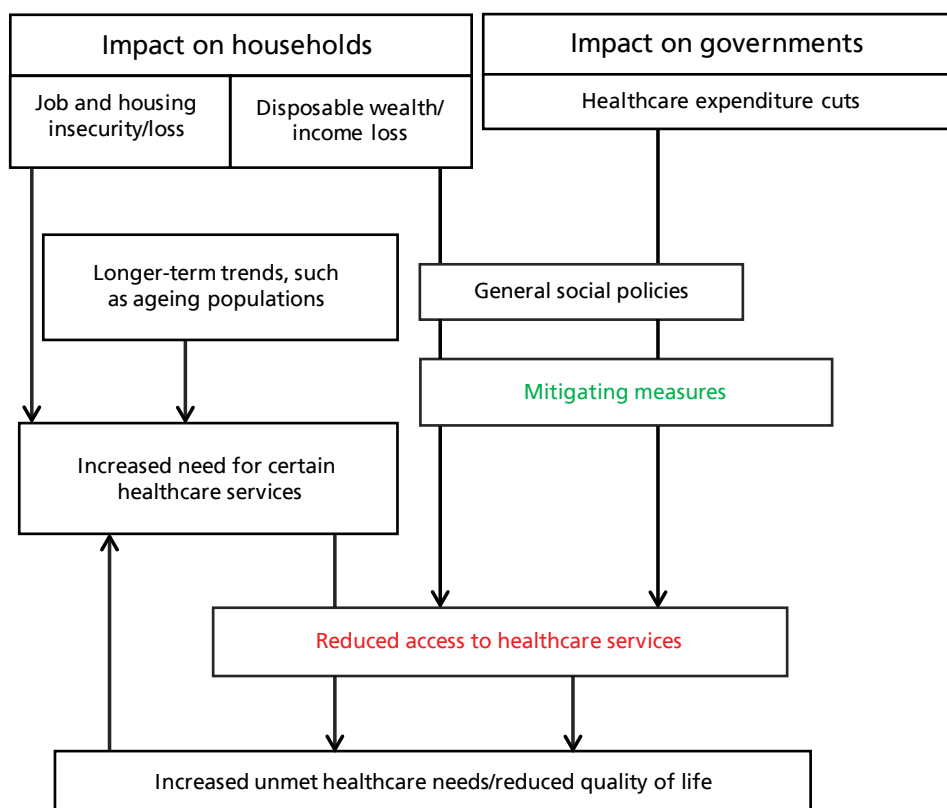 Impact on households
Job and housing
insecurity/loss
Disposable wealth/
income loss
Impact on governments
Healthcare expenditure cuts
Longer-term trends, such
as ageing populations
General social policies
Mitigating measures
Increased need for certain
healthcare services
Reduced access to healthcare services
Increased unmet healthcare needs/reduced quality of life